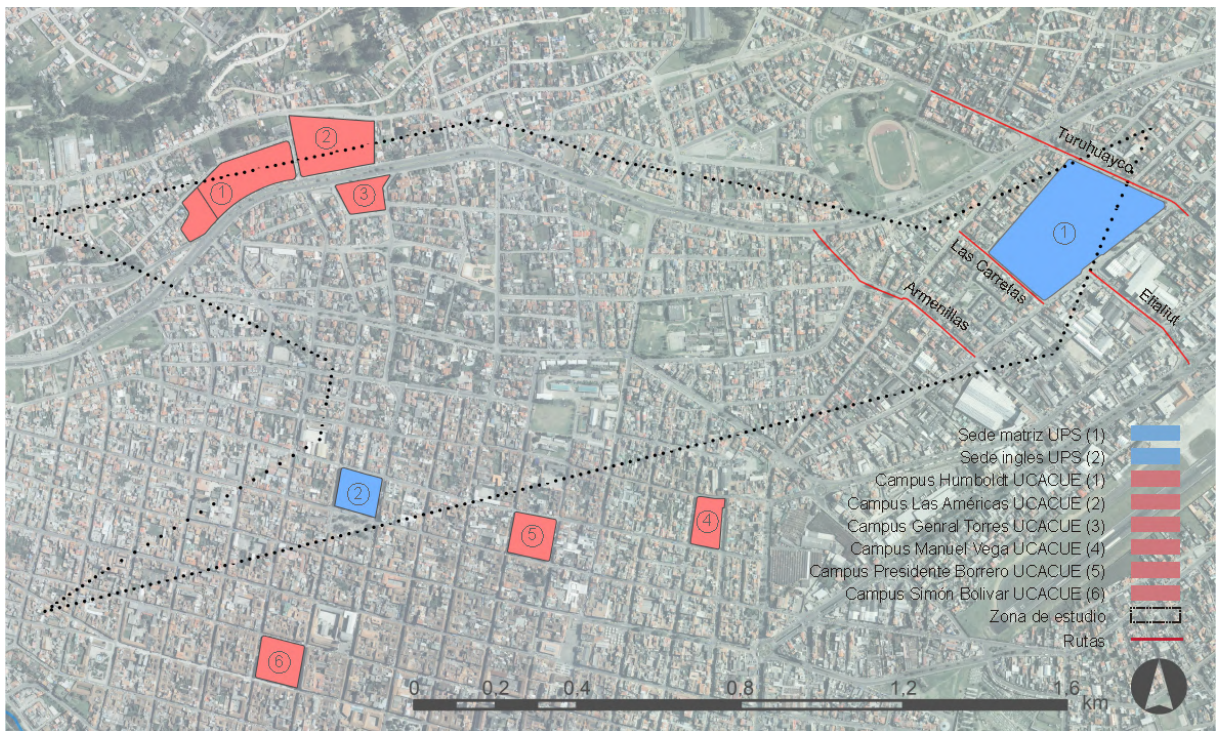 2
1
3
Turuhuayco
1
Las Carretas
Armenillas
Eftaliut
2
4
5
6
Sede matriz UPS (1)
Sede ingles UPS (2)
Campus Humboldt UCACUE (1)
Campus Las Américas UCACUE (2)
Campus Genral Torres UCACUE (3)
Campus Manuel Vega UCACUE (4)
Campus Presidente Borrero UCACUE (5)
Campus Simón Bolivar UCACUE (6)
Zona de estudio
Rutas
0 0,2 0,4 0,8 1,2 1,6
km